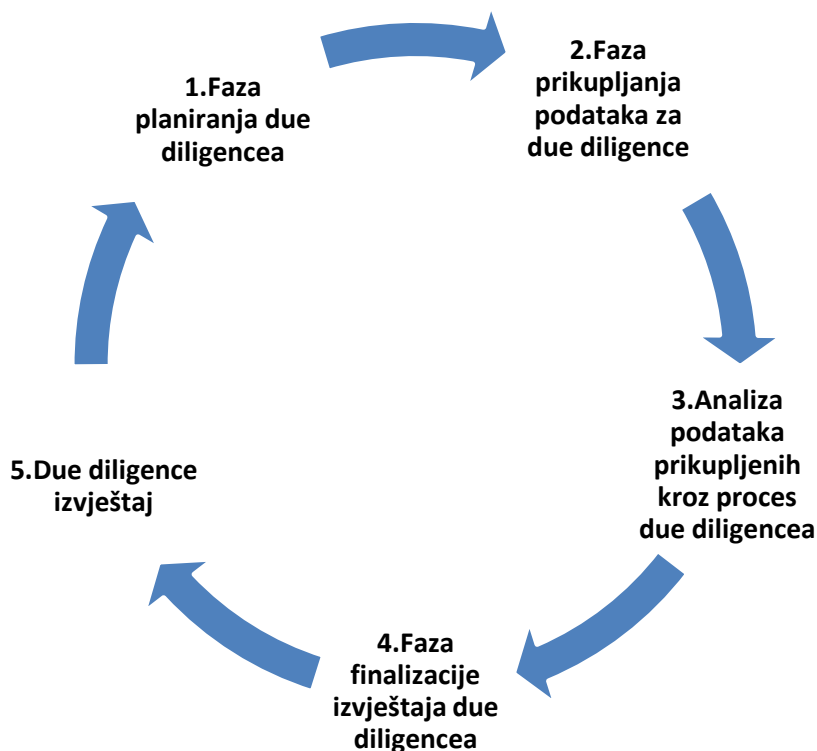 1.Faza
planiranja due
diligencea
2.Faza
prikupljanja
podataka za
due diligence
3.Analiza
podataka
prikupljenih
kroz proces
due diligencea
4.Faza
finalizacije
izvještaja due
diligencea
5.Due diligence
izvještaj